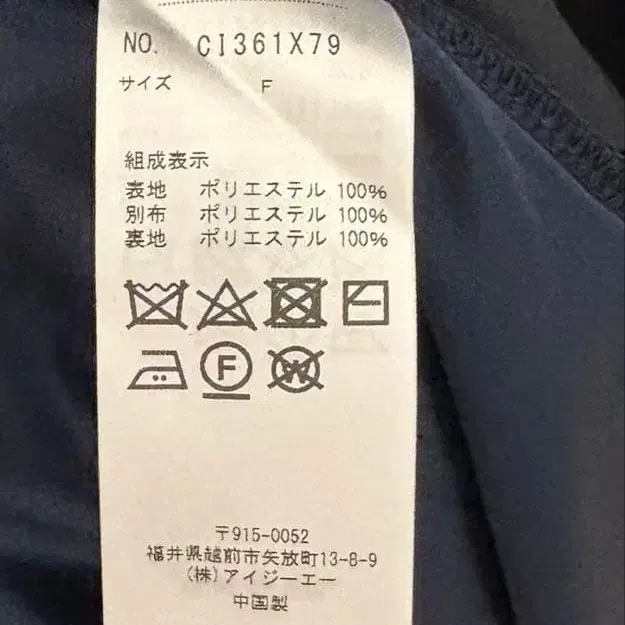 NO. CI361X79
サイズ F
組成表示
表地 ポリエステル 100%
別布 ポリエステル 100%
裏地 ポリエステル 100%
F
W
〒915-0052
福井県越前市矢放町13-8-9
(株)アイジーエー
中国製